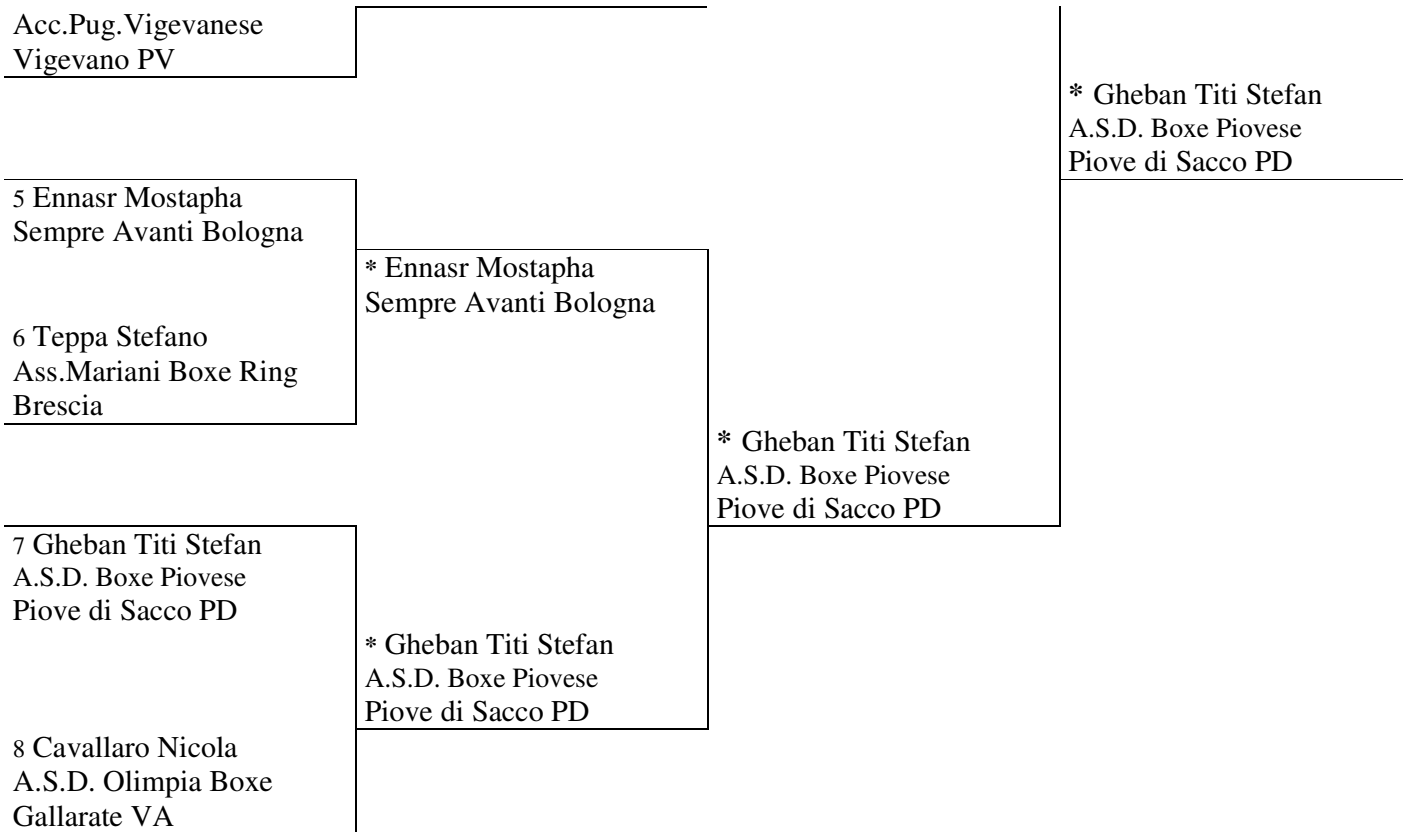 Acc.Pug.Vigevanese
Vigevano PV
* Gheban Titi Stefan
A.S.D. Boxe Piovese
Piove di Sacco PD
5 Ennasr Mostapha
Sempre Avanti Bologna
* Ennasr Mostapha
Sempre Avanti Bologna
6 Teppa Stefano
Ass.Mariani Boxe Ring
Brescia
* Gheban Titi Stefan
A.S.D. Boxe Piovese
Piove di Sacco PD
7 Gheban Titi Stefan
A.S.D. Boxe Piovese
Piove di Sacco PD
* Gheban Titi Stefan
A.S.D. Boxe Piovese
Piove di Sacco PD
8 Cavallaro Nicola
A.S.D. Olimpia Boxe
Gallarate VA